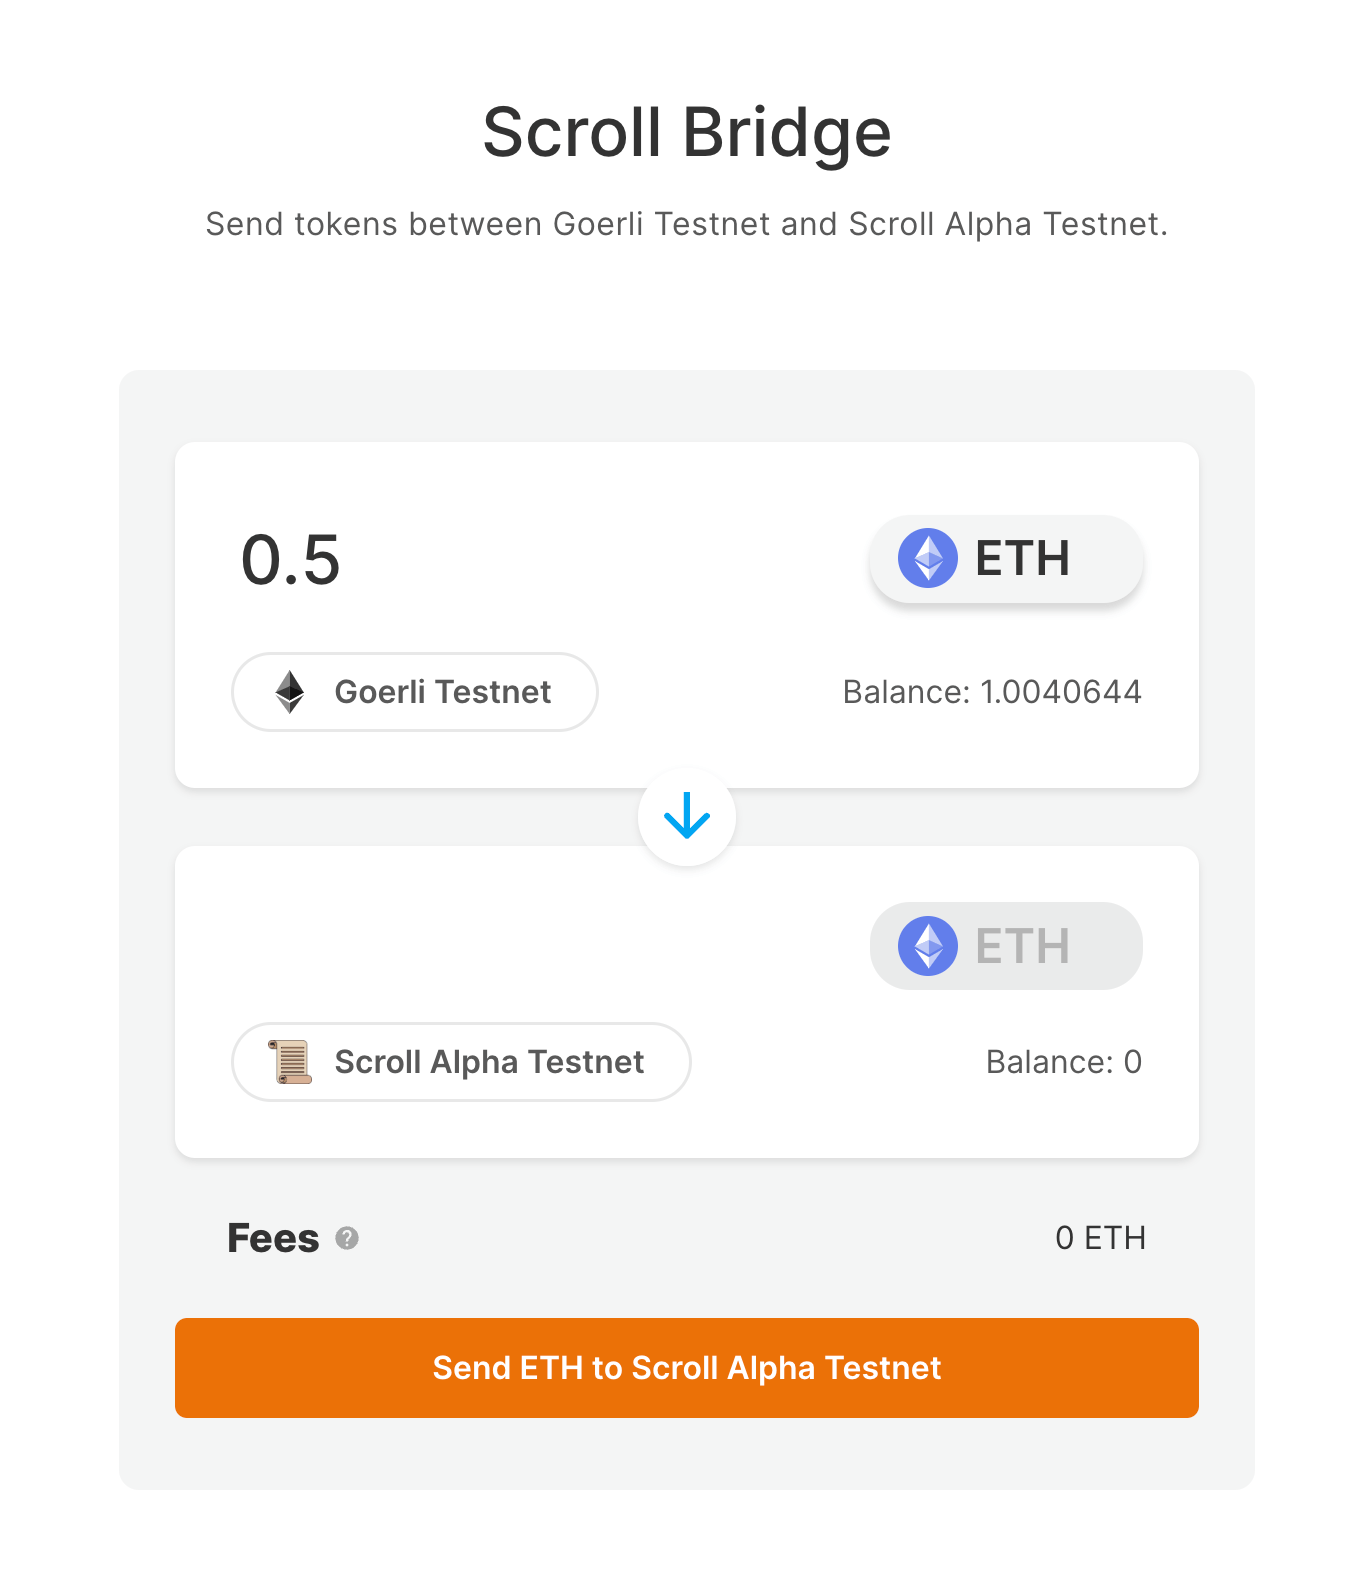 Scroll Bridge
Send tokens between Goerli Testnet and Scroll Alpha Testnet.
0.5
ETH
Goerli Testnet
Balance: 1.0040644
ETH
Scroll Alpha Testnet
Balance: 0
Fees ?
0 ETH
Send ETH to Scroll Alpha Testnet